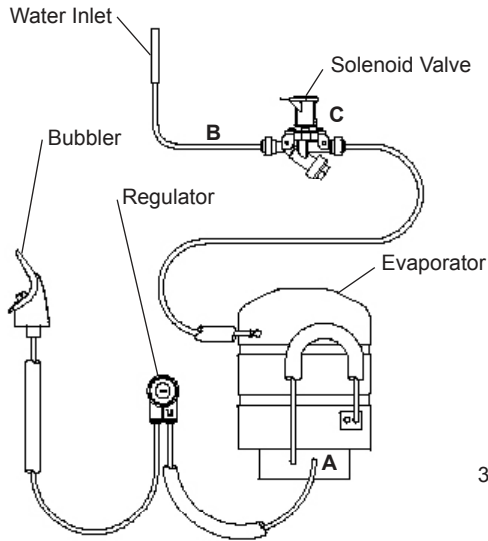 Water Inlet
Solenoid Valve
C
B
Bubbler
Regulator
Evaporator
A
3